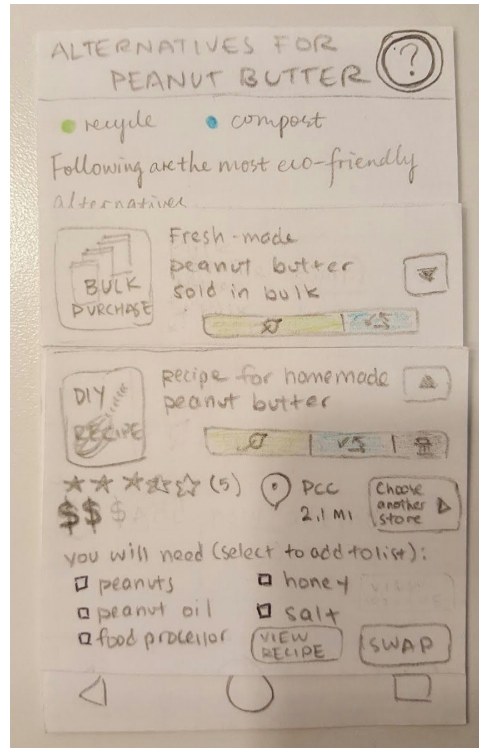 ALTERNATIVES FOR
PEANUT BUTTER
?
recycle compost
Following are the most eco-friendly
alternatives
BULK
PURCHASE
Fresh-made
peanut butter
sold in bulk
DIY
RECIPE
recipe for homemade
peanut butter
(5)
$$$
PCC
2.1 MI
Choose
another
store
you will need (select to add to list):
peanuts
peanut oil
food processor
honey
salt
VIEW
RECIPE
SWAP